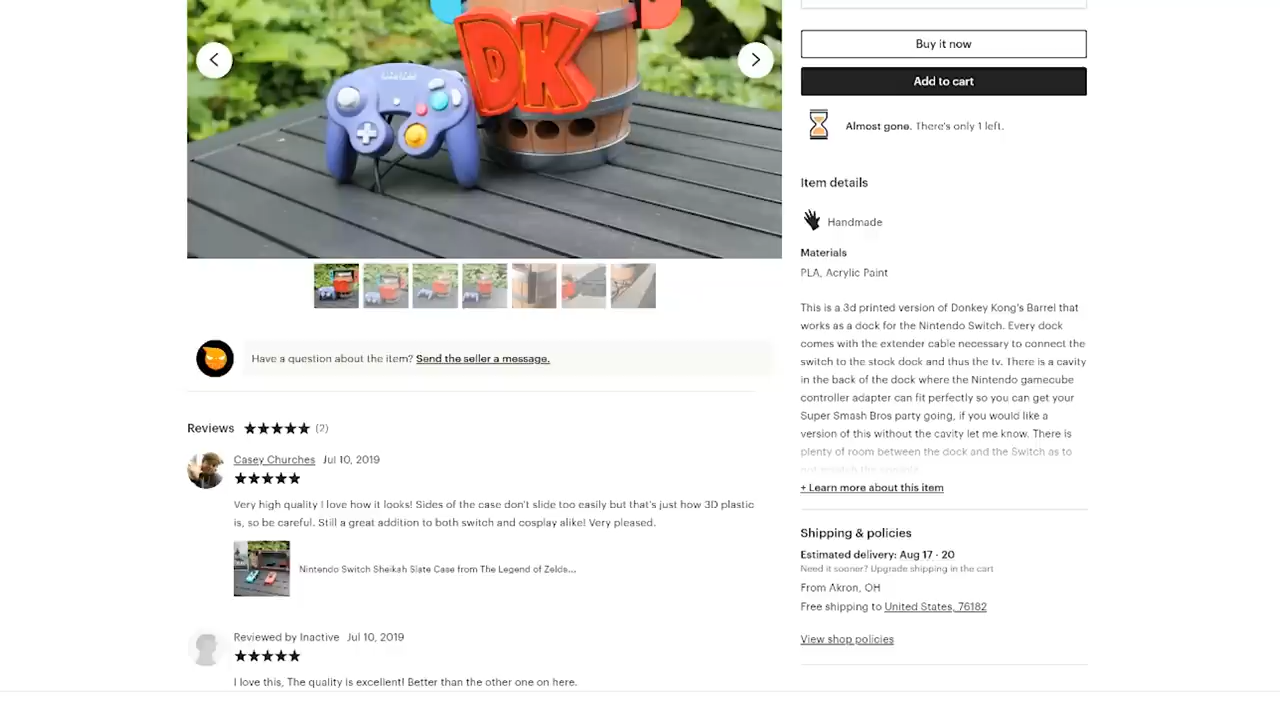 DK
Have a question about the item? Send the seller a message.
Reviews ★★★★★ (2)
Casey Churches Jul 10, 2019
★★★★★
Very high quality I love how it looks! Sides of the case don't slide too easily but that's just how 3D plastic
is, so be careful. Still a great addition to both switch and cosplay alike! Very pleased.
Nintendo Switch Sheikah Slate Case from The Legend of Zelda...
Reviewed by Inactive Jul 10, 2019
★★★★★
I love this, The quality is excellent! Better than the other one on here.
Buy it now
Add to cart
Almost gone. There's only 1 left.
Item details
Handmade
Materials
PLA, Acrylic Paint
This is a 3d printed version of Donkey Kong's Barrel that
works as a dock for the Nintendo Switch. Every dock
comes with the extender cable necessary to connect the
switch to the stock dock and thus the tv. There is a cavity
in the back of the dock where the Nintendo gamecube
controller adapter can fit perfectly so you can get your
Super Smash Bros party going, if you would like a
version of this without the cavity let me know. There is
plenty of room between the dock and the Switch as to
+ Learn more about this item
Shipping & policies
Estimated delivery: Aug 17 - 20
Need it sooner? Upgrade shipping in the cart
From Akron, OH
Free shipping to United States, 76182
View shop policies